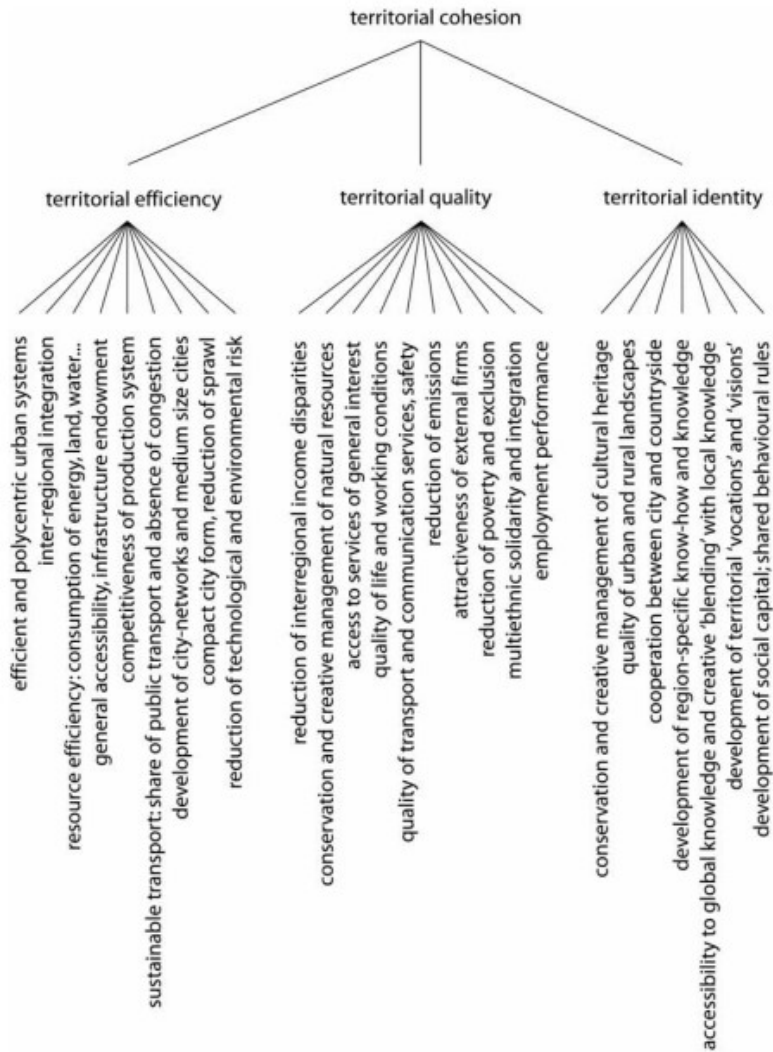 territorial cohesion
territorial efficiency
territorial quality
territorial identity
efficient and polycentric urban systems
inter-regional integration
resource efficiency: consumption of energy, land, water...
general accessibility, infrastructure endowment
competitiveness of production system
sustainable transport: share of public transport and absence of congestion
development of city-networks and medium size cities
compact city form, reduction of sprawl
reduction of technological and environmental risk
reduction of interregional income disparities
conservation and creative management of natural resources
access to services of general interest
quality of life and working conditions
quality of transport and communication services, safety
reduction of emissions
attractiveness of external firms
reduction of poverty and exclusion
multiethnic solidarity and integration
employment performance
conservation and creative management of cultural heritage
quality of urban and rural landscapes
cooperation between city and countryside
development of region-specific know-how and knowledge
accessibility to global knowledge and creative 'blending' with local knowledge
development of territorial 'vocations' and 'visions'
development of social capital; shared behavioural rules